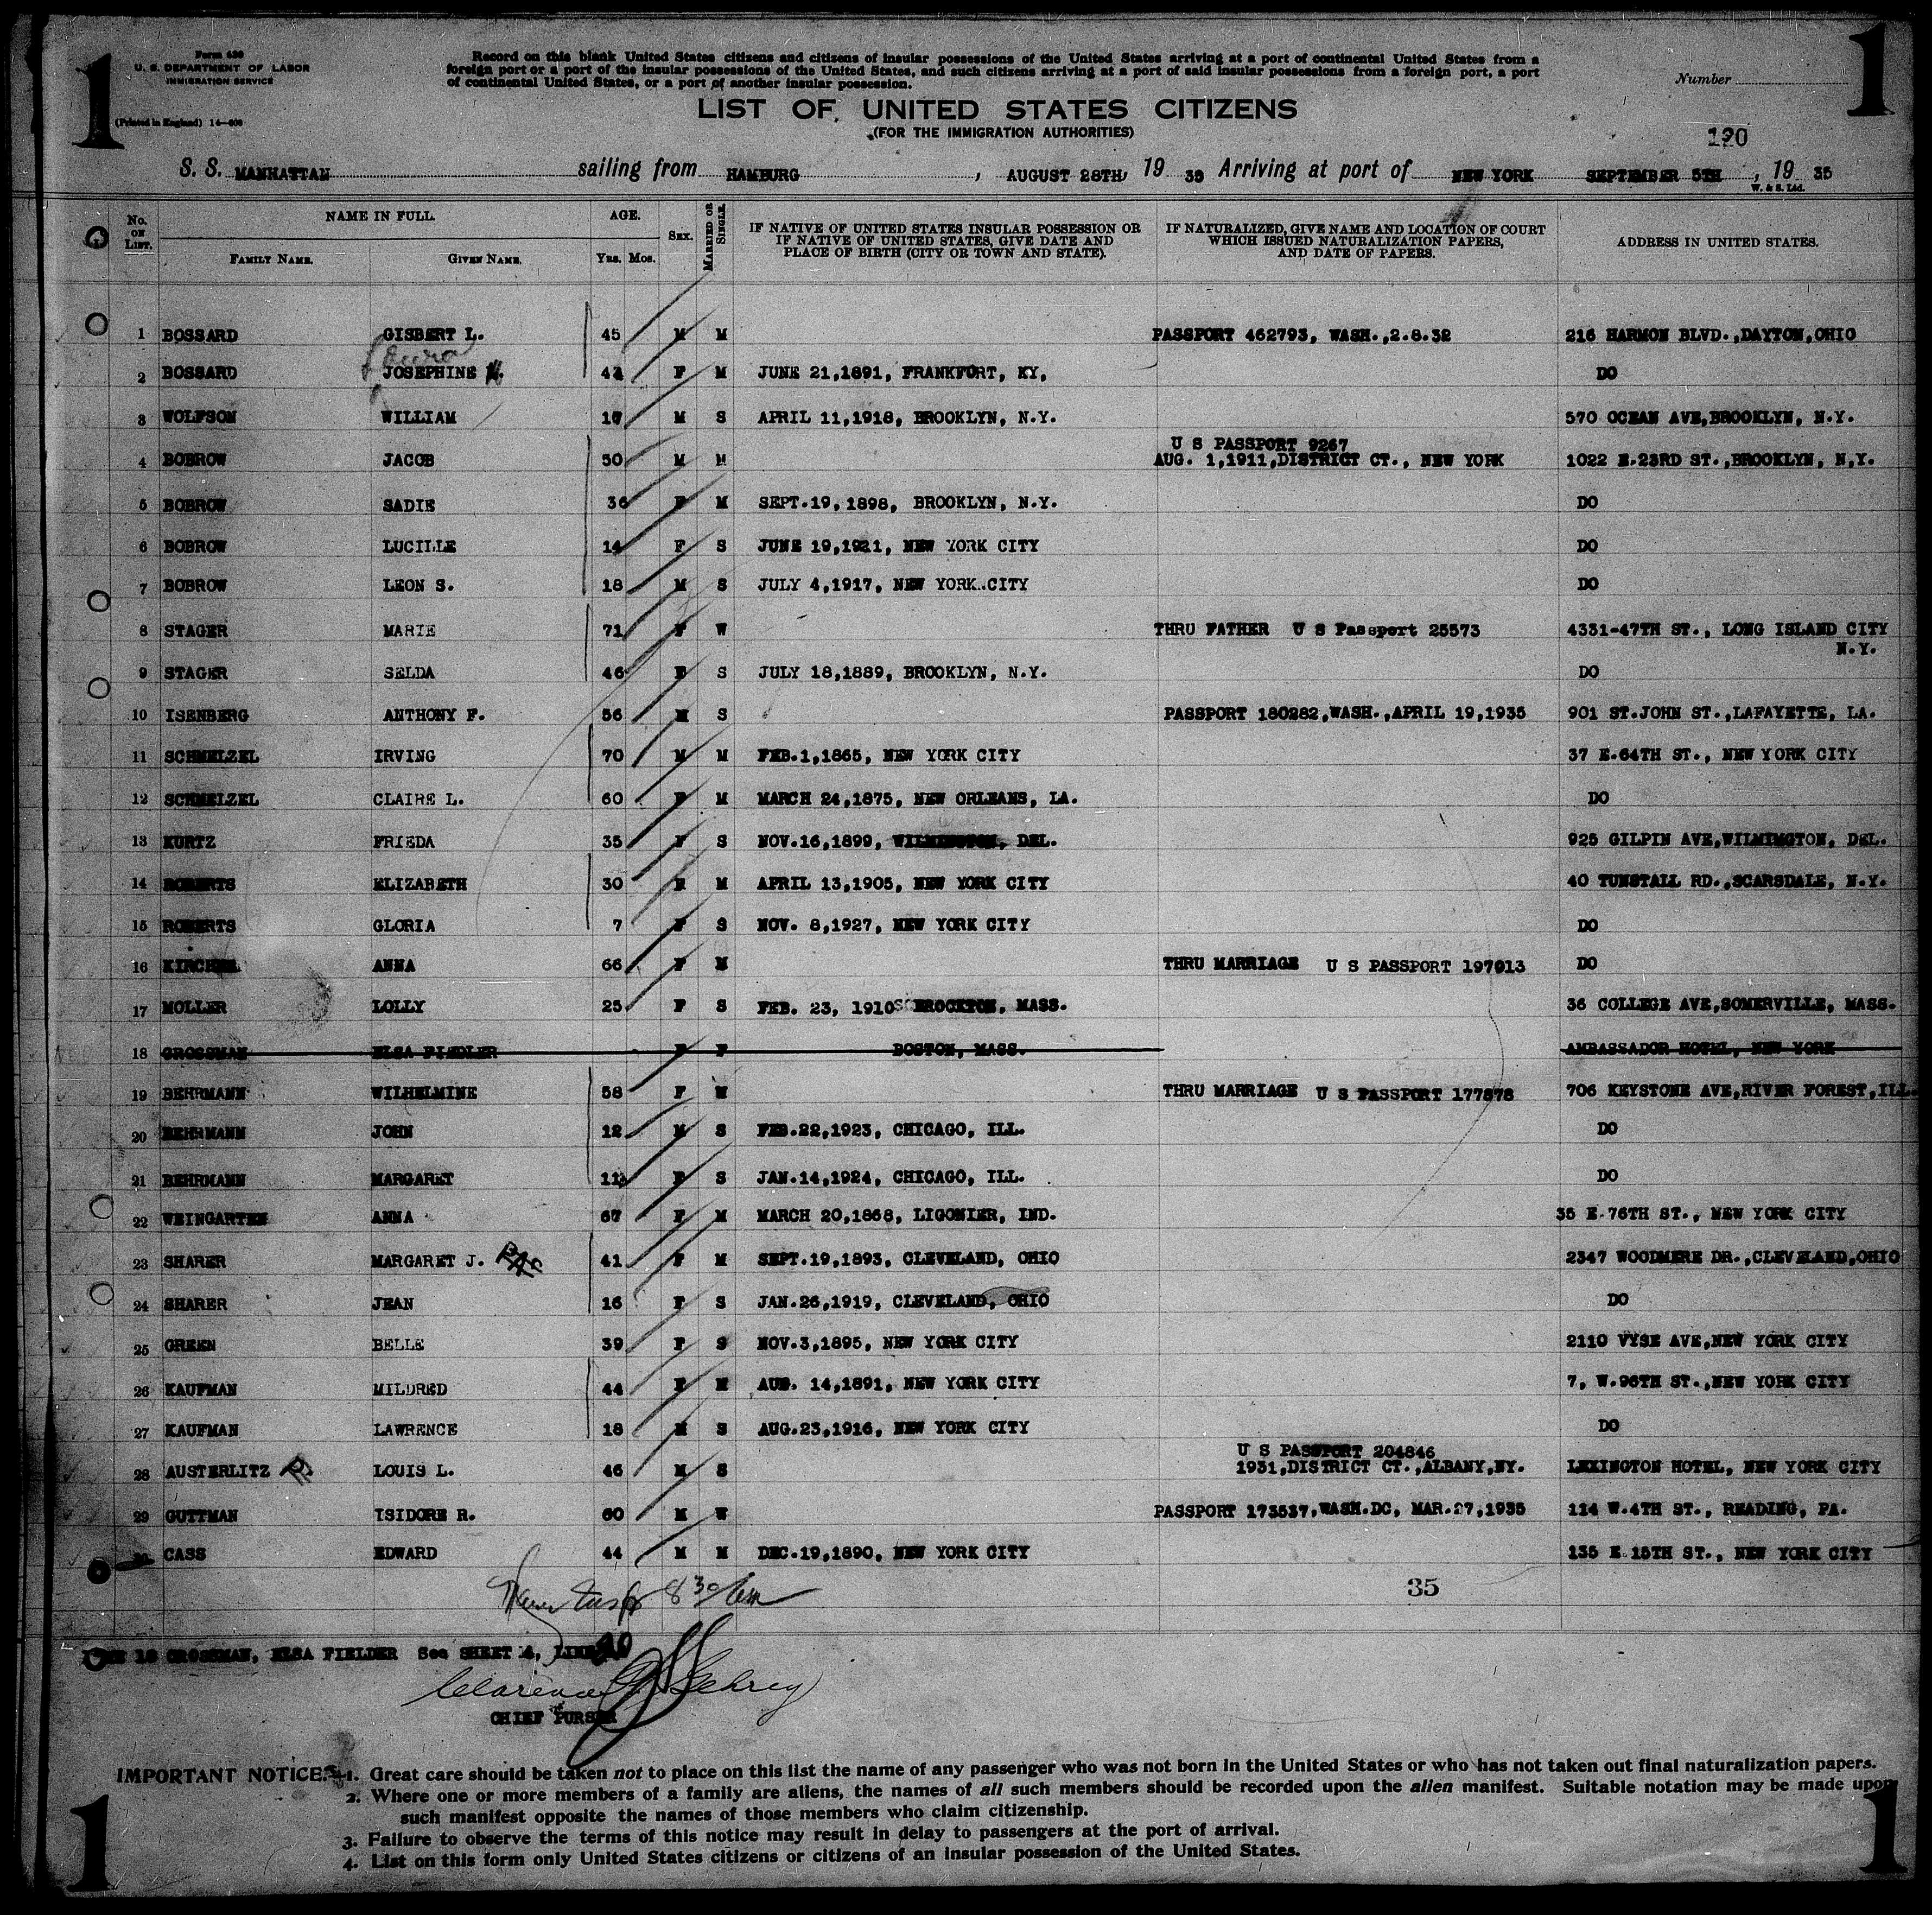 1
Form 630
U. S. DEPARTMENT OF LABOR
IMMIGRATION SERVICE
(Printed in England) 14—608
Record on this blank United States citizens and citizens of insular possessions of the United States arriving at a port of continental United States from a
foreign port or a port of the insular possessions of the United States, and such citizens arriving at a port of said insular possessions from a foreign port, a port
of continental United States, or a port of another insular possession.
Number
1
LIST OF UNITED STATES CITIZENS
(FOR THE IMMIGRATION AUTHORITIES)
120
S. S. MANHATTAN sailing from HAMBURG, AUGUST 28TH, 19 35 Arriving at port of NEW YORK SEPTEMBER 5TH, 19 35
W. & S. Ltd.
No. ON LIST. NAME IN FULL. AGE. SEX. MARRIED OR SINGLE. IF NATIVE OF UNITED STATES INSULAR POSSESSION OR IF NATIVE OF UNITED STATES, GIVE DATE AND PLACE OF BIRTH (CITY OR TOWN AND STATE). IF NATURALIZED, GIVE NAME AND LOCATION OF COURT WHICH ISSUED NATURALIZATION PAPERS, AND DATE OF PAPERS. ADDRESS IN UNITED STATES.
FAMILY NAME. GIVEN NAME. Yrs. Mos.
1 BOSSARD GISBERT L. 45 M M PASSPORT 462793, WASH.,2.8.32 216 HARMON BLVD.,DAYTON,OHIO
Laura
2 BOSSARD JOSEPHINE 44 F M JUNE 21,1891, FRANKFORT, KY, DO
3 WOLFSON WILLIAM 17 M S APRIL 11,1918, BROOKLYN, N.Y. 570 OCEAN AVE,BROOKLYN, N.Y.
U S PASSPORT 9267
4 BOBROW JACOB 50 M M AUG. 1,1911,DISTRICT CT., NEW YORK 1022 E.23RD ST.,BROOKLYN, N,Y.
5 BOBROW SADIE 36 F M SEPT.19,1898, BROOKLYN, N.Y. DO
6 BOBROW LUCILLE 14 F S JUNE 19,1921, NEW YORK CITY DO
7 BOBROW LEON S. 18 M S JULY 4,1917, NEW YORK..CITY DO
8 STAGER MARIE 71 F W THRU FATHER U S Passport 25573 4331-47TH ST., LONG ISLAND CITY
N.Y.
9 STAGER SELDA 46 F S JULY 18,1889, BROOKLYN, N.Y. DO
10 ISENBERG ANTHONY F. 56 M S PASSPORT 180282,WASH.,APRIL 19,1935 901 ST.JOHN ST.,LAFAYETTE, LA.
11 SCHMELZEL IRVING 70 M M FEB.1,1865, NEW YORK CITY 37 E.64TH ST., NEW YORK CITY
12 SCHMELZEL CLAIRE L. 60 F M MARCH 24,1875, NEW ORLEANS, LA. DO
13 KURTZ FRIEDA 35 F S NOV.16,1899, WILMINGTON, DEL. 925 GILPIN AVE,WILMINGTON, DEL.
14 ROBERTS ELIZABETH 30 F M APRIL 13,1905, NEW YORK CITY 40 TUNSTALL RD.,SCARSDALE, N.Y.
15 ROBERTS GLORIA 7 F S NOV. 8,1927, NEW YORK CITY DO
16 KIRCHNER ANNA 66 F M THRU MARRIAGE U S PASSPORT 197013 DO
17 MOLLER LOLLY 25 F S FEB. 23, 1910 BROCKTON, MASS. 36 COLLEGE AVE,SOMERVILLE, MASS.
18 GROSSMAN ELSA FIEDLER F F BOSTON, MASS. AMBASSADOR HOTEL, NEW YORK
19 BEHRMANN WILHELMINE 58 F W THRU MARRIAGE U S PASSPORT 177878 706 KEYSTONE AVE,RIVER FOREST,ILL.
20 BEHRMANN JOHN 12 M S FEB.22,1923, CHICAGO, ILL. DO
21 BEHRMANN MARGARET 11 F S JAN.14,1924, CHICAGO, ILL. DO
22 WEINGARTEN ANNA 67 F M MARCH 20,1868, LIGONIER, IND. 35 E.76TH ST., NEW YORK CITY
23 SHARER MARGARET J. 41 F M SEPT.19,1893, CLEVELAND, OHIO 2347 WOODMERE DR.,CLEVELAND,OHIO
24 SHARER JEAN 16 F S JAN.26,1919, CLEVELAND, OHIO DO
25 GREEN BELLE 39 F S NOV.3,1895, NEW YORK CITY 2110 VYSE AVE,NEW YORK CITY
26 KAUFMAN MILDRED 44 F M AUG. 14,1891, NEW YORK CITY 7, W.96TH ST.,NEW YORK CITY
27 KAUFMAN LAWRENCE 18 M S AUG.23,1916, NEW YORK CITY DO
U S PASSPORT 204846
28 AUSTERLITZ LOUIS L. 46 M S 1931,DISTRICT CT.,ALBANY,NY. LEXINGTON HOTEL, NEW YORK CITY
29 GUTTMAN ISIDORE R. 60 M W PASSPORT 173537,WASH.DC, MAR.27,1935 114 W.4TH ST., READING, PA.
30 CASS EDWARD 44 M M DEC.19,1890, NEW YORK CITY 135 E.15TH ST., NEW YORK CITY
8 30
35
LINE 18 GROSSMAN, ELSA FIELDER See SHEET 4, LINE 20
Clarence Gehrig
CHIEF PURSER
IMPORTANT NOTICE.—1. Great care should be taken not to place on this list the name of any passenger who was not born in the United States or who has not taken out final naturalization papers.
2. Where one or more members of a family are aliens, the names of all such members should be recorded upon the alien manifest. Suitable notation may be made upon
such manifest opposite the names of those members who claim citizenship.
3. Failure to observe the terms of this notice may result in delay to passengers at the port of arrival.
4. List on this form only United States citizens or citizens of an insular possession of the United States.
1
1